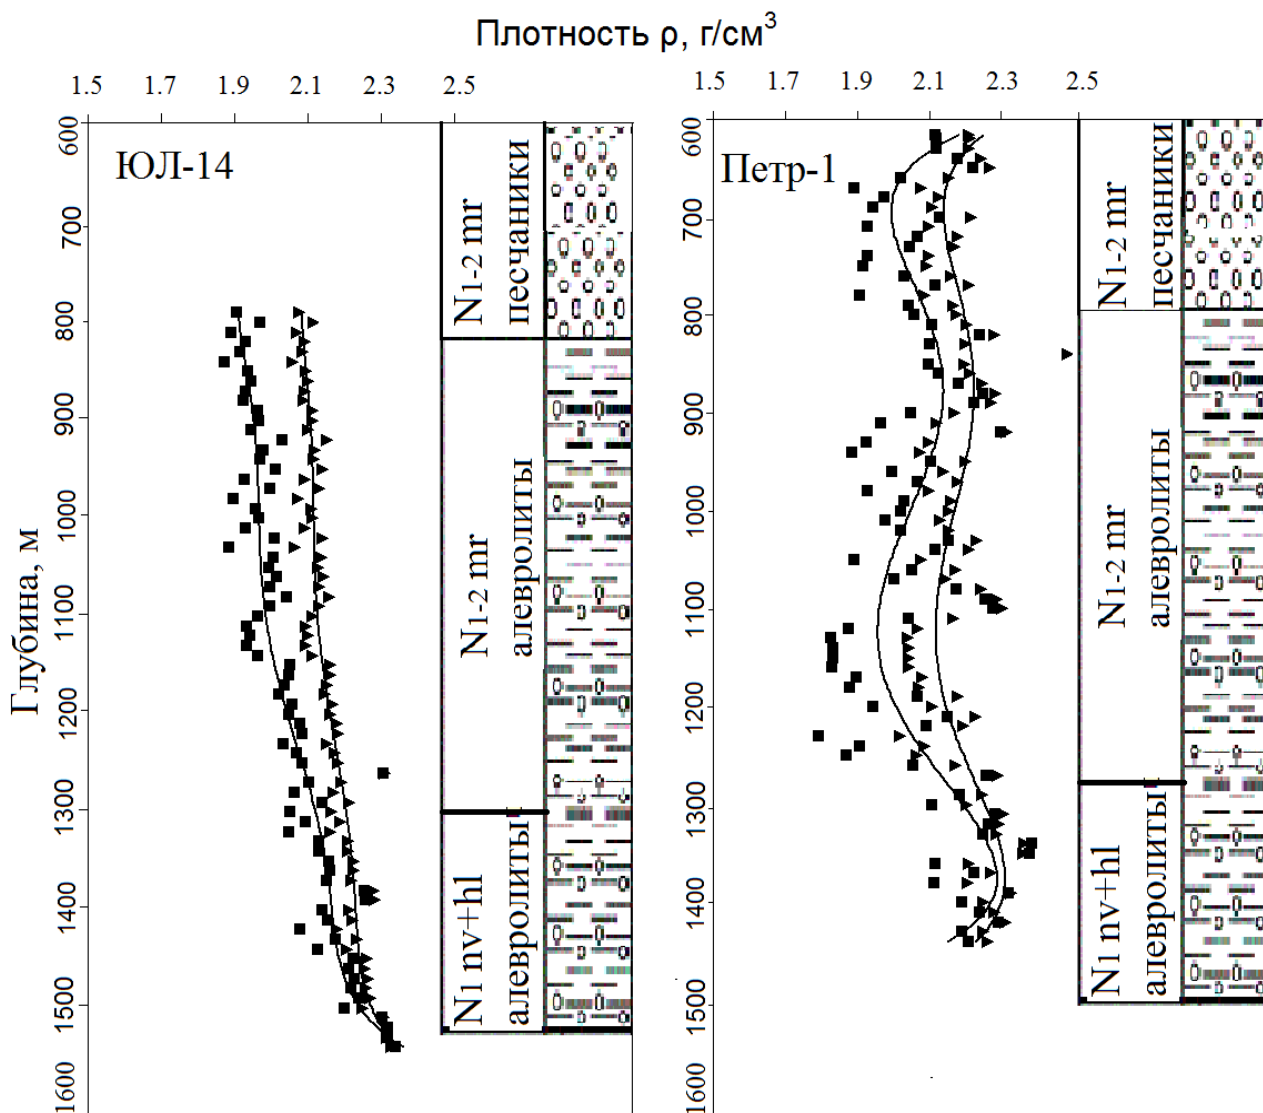 Плотность ρ, г/см³
1.5 1.7 1.9 2.1 2.3 2.5
1.5 1.7 1.9 2.1 2.3 2.5
Глубина, м
600
700
800
900
1000
1100
1200
1300
1400
1500
1600
ЮЛ-14
N1-2 mr
песчаники
N1-2 mr
алевролиты
N1 nv+hl
алевролиты
600
700
800
900
1000
1100
1200
1300
1400
1500
1600
Петр-1
N1-2 mr
песчаники
N1-2 mr
алевролиты
N1 nv+hl
алевролиты